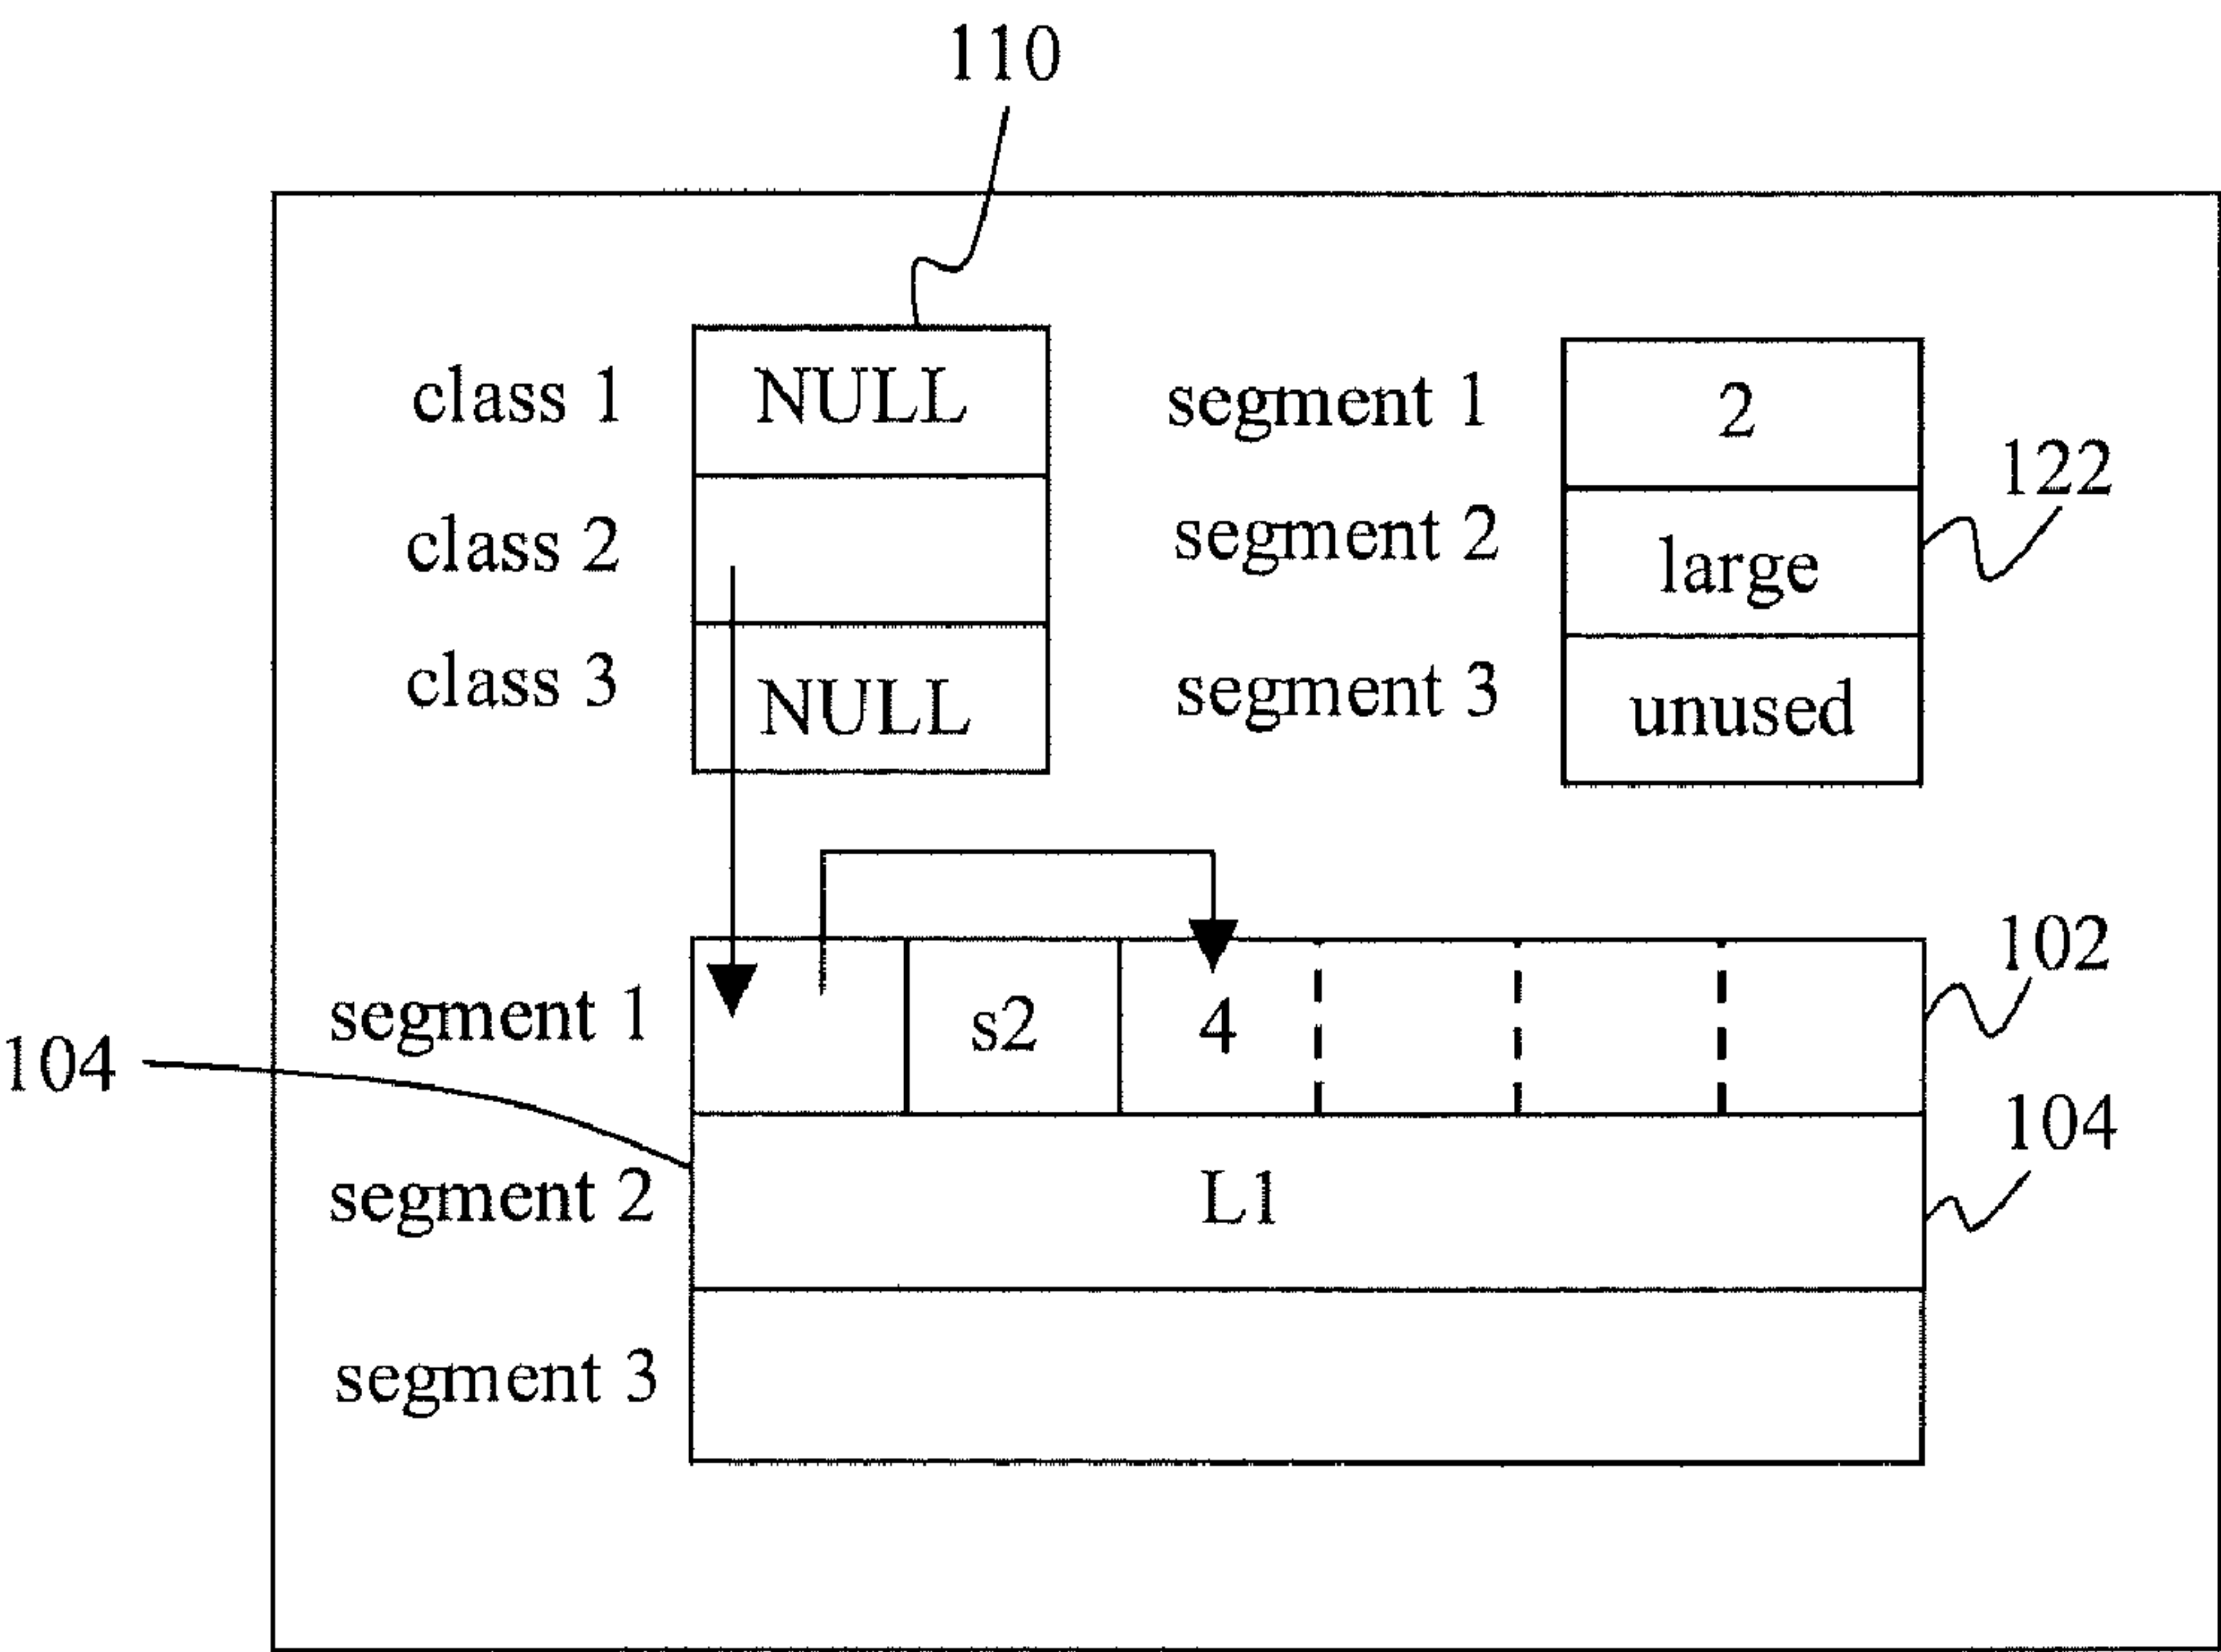 110
class 1 NULL segment 1 2
122
class 2 segment 2 large
class 3 NULL segment 3 unused
102
segment 1 s2 4
104 104
segment 2 L1
segment 3